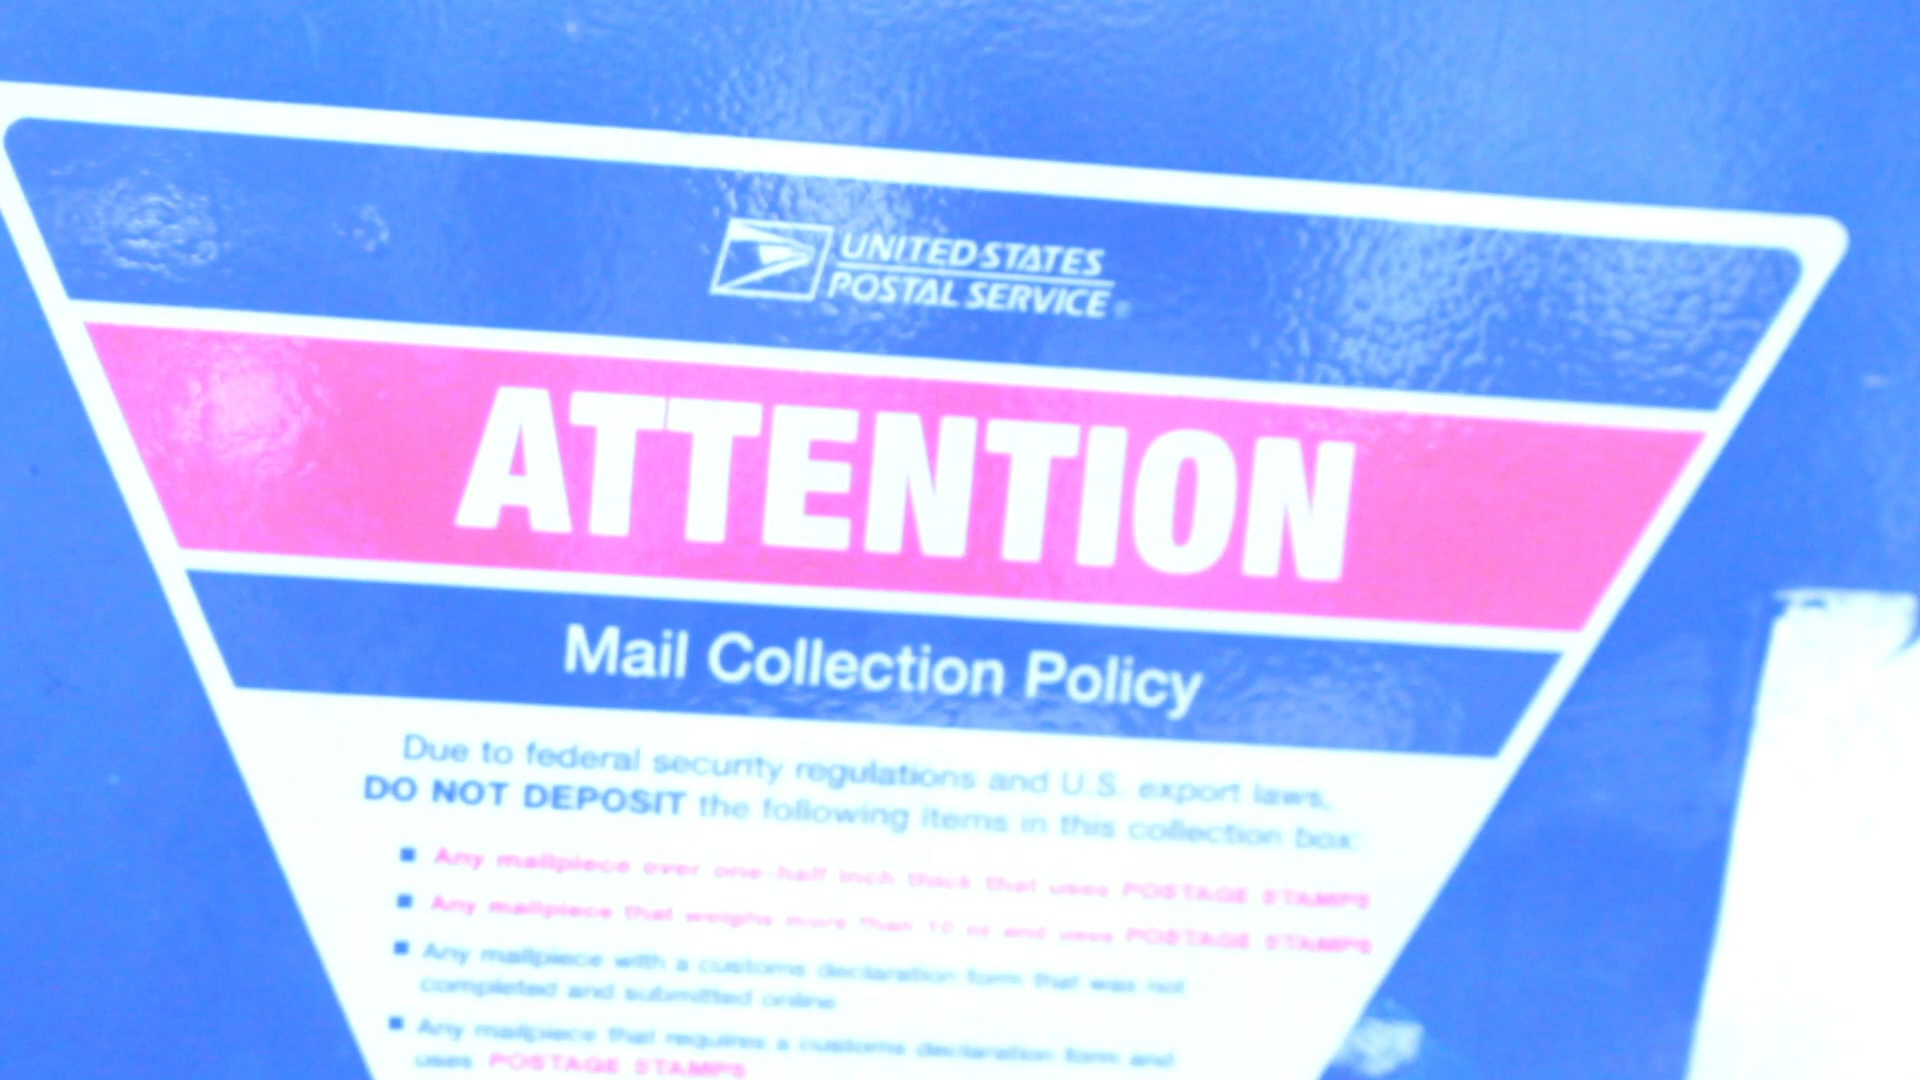 UNITED STATES
POSTAL SERVICE®
ATTENTION
Mail Collection Policy
Due to federal security regulations and U.S. export laws,
DO NOT DEPOSIT the following items in this collection box:
■ Any mailpiece over one-half inch thick that uses POSTAGE STAMPS
■ Any mailpiece that weighs more than 10 oz and uses POSTAGE STAMPS
■ Any mailpiece with a customs declaration form that was not
completed and submitted online
■ Any mailpiece that requires a customs declaration form and
uses POSTAGE STAMPS